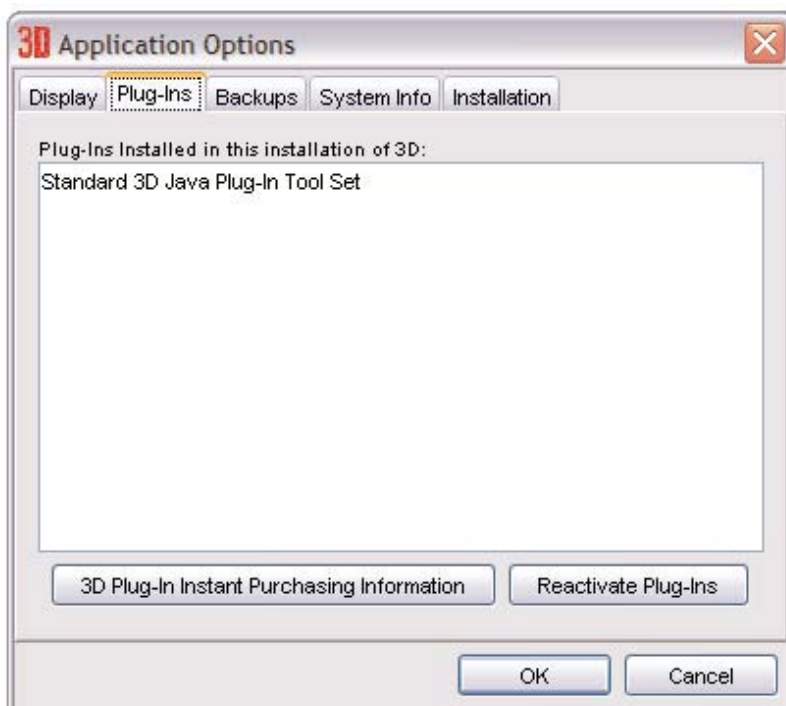 3D Application Options
Display Plug-Ins Backups System Info Installation
Plug-Ins Installed in this installation of 3D:
Standard 3D Java Plug-In Tool Set
3D Plug-In Instant Purchasing Information Reactivate Plug-Ins
OK Cancel